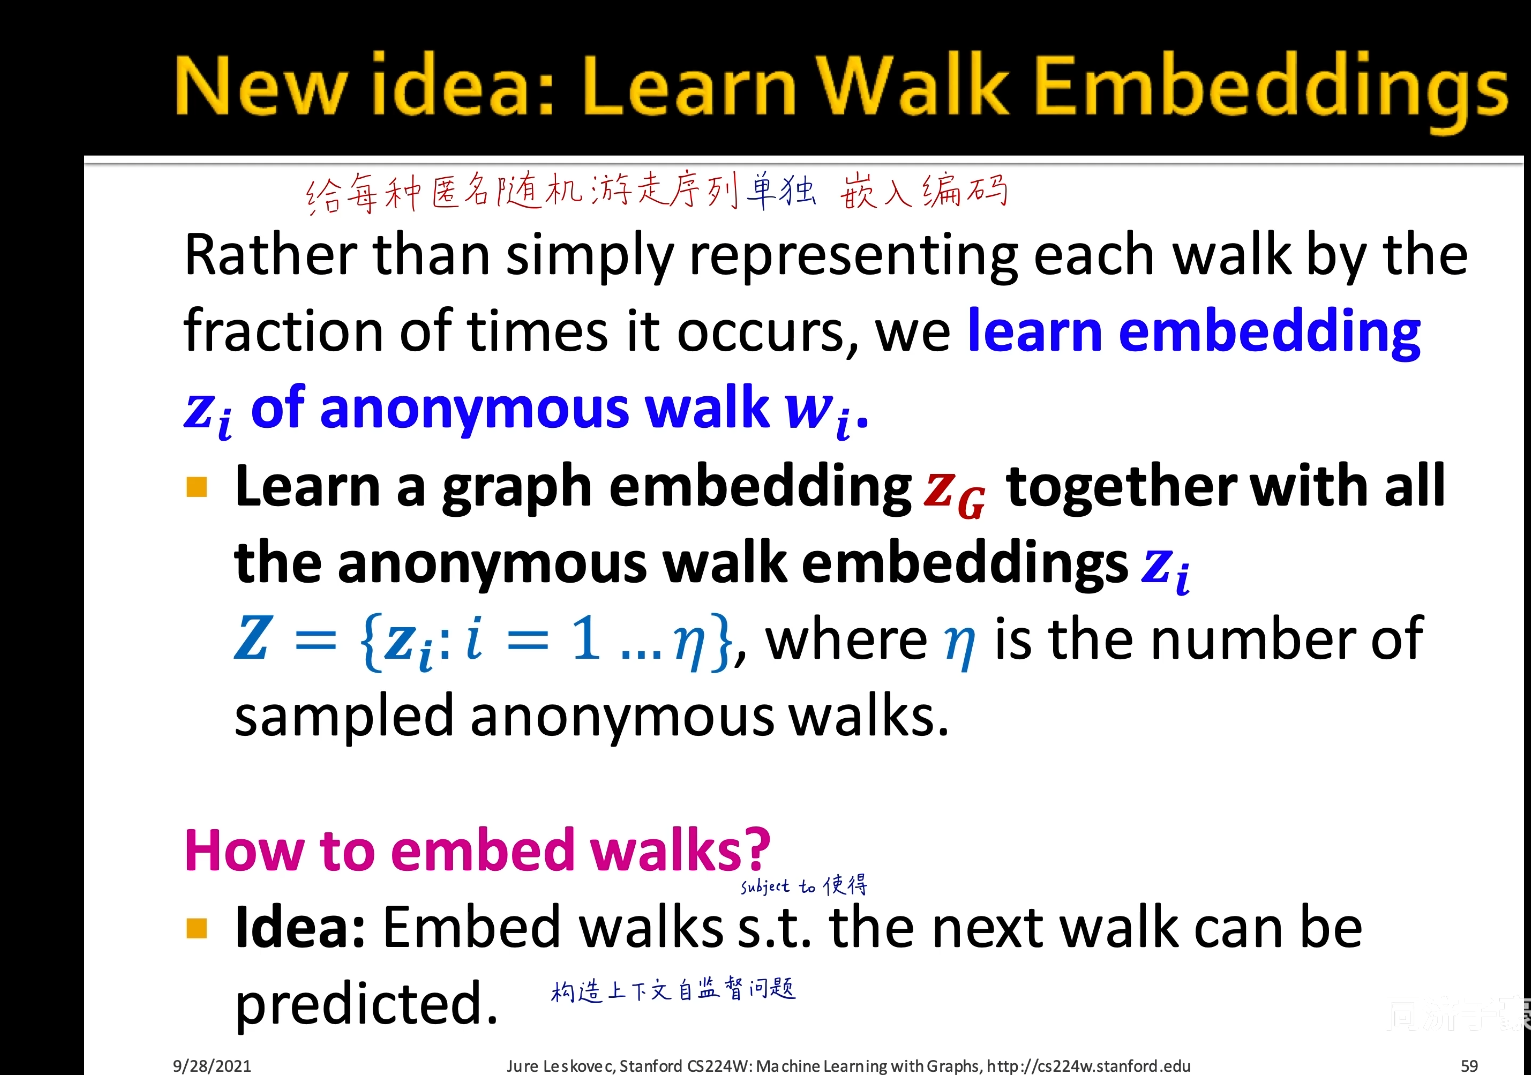 New idea: Learn Walk Embeddings
给每种匿名随机游走序列单独 嵌入编码
Rather than simply representing each walk by the
fraction of times it occurs, we learn embedding
z_i of anonymous walk w_i.
▪ Learn a graph embedding z_G together with all
the anonymous walk embeddings z_i
Z = {z_i: i = 1 … η}, where η is the number of
sampled anonymous walks.
How to embed walks?
subject to 使得
▪ Idea: Embed walks s.t. the next walk can be
predicted.
构造上下文自监督问题
同济子豪
9/28/2021
Jure Leskovec, Stanford CS224W: Machine Learning with Graphs, http://cs224w.stanford.edu
59